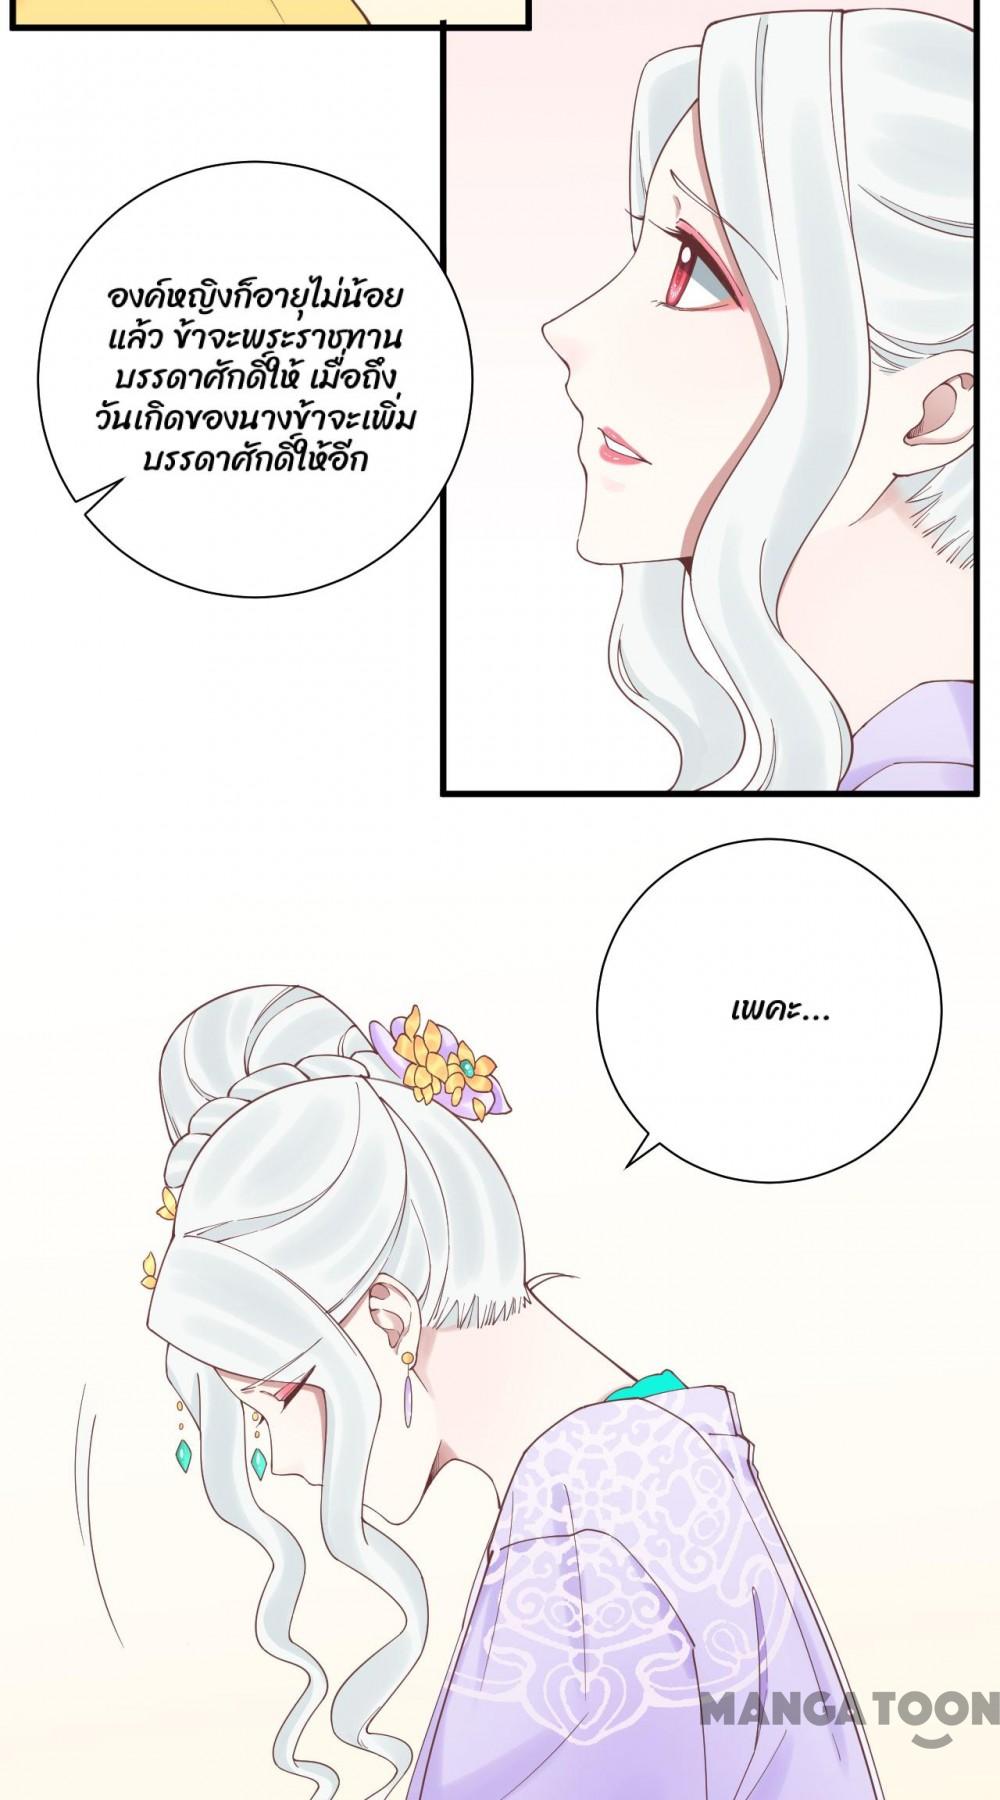 องค์หญิงก็อายุไม่น้อย
แล้ว ข้าจะพระราชทาน
บรรดาศักดิ์ให้ เมื่อถึง
วันเกิดของนางข้าจะเพิ่ม
บรรดาศักดิ์ให้อีก
เพคะ...
MANGATOON